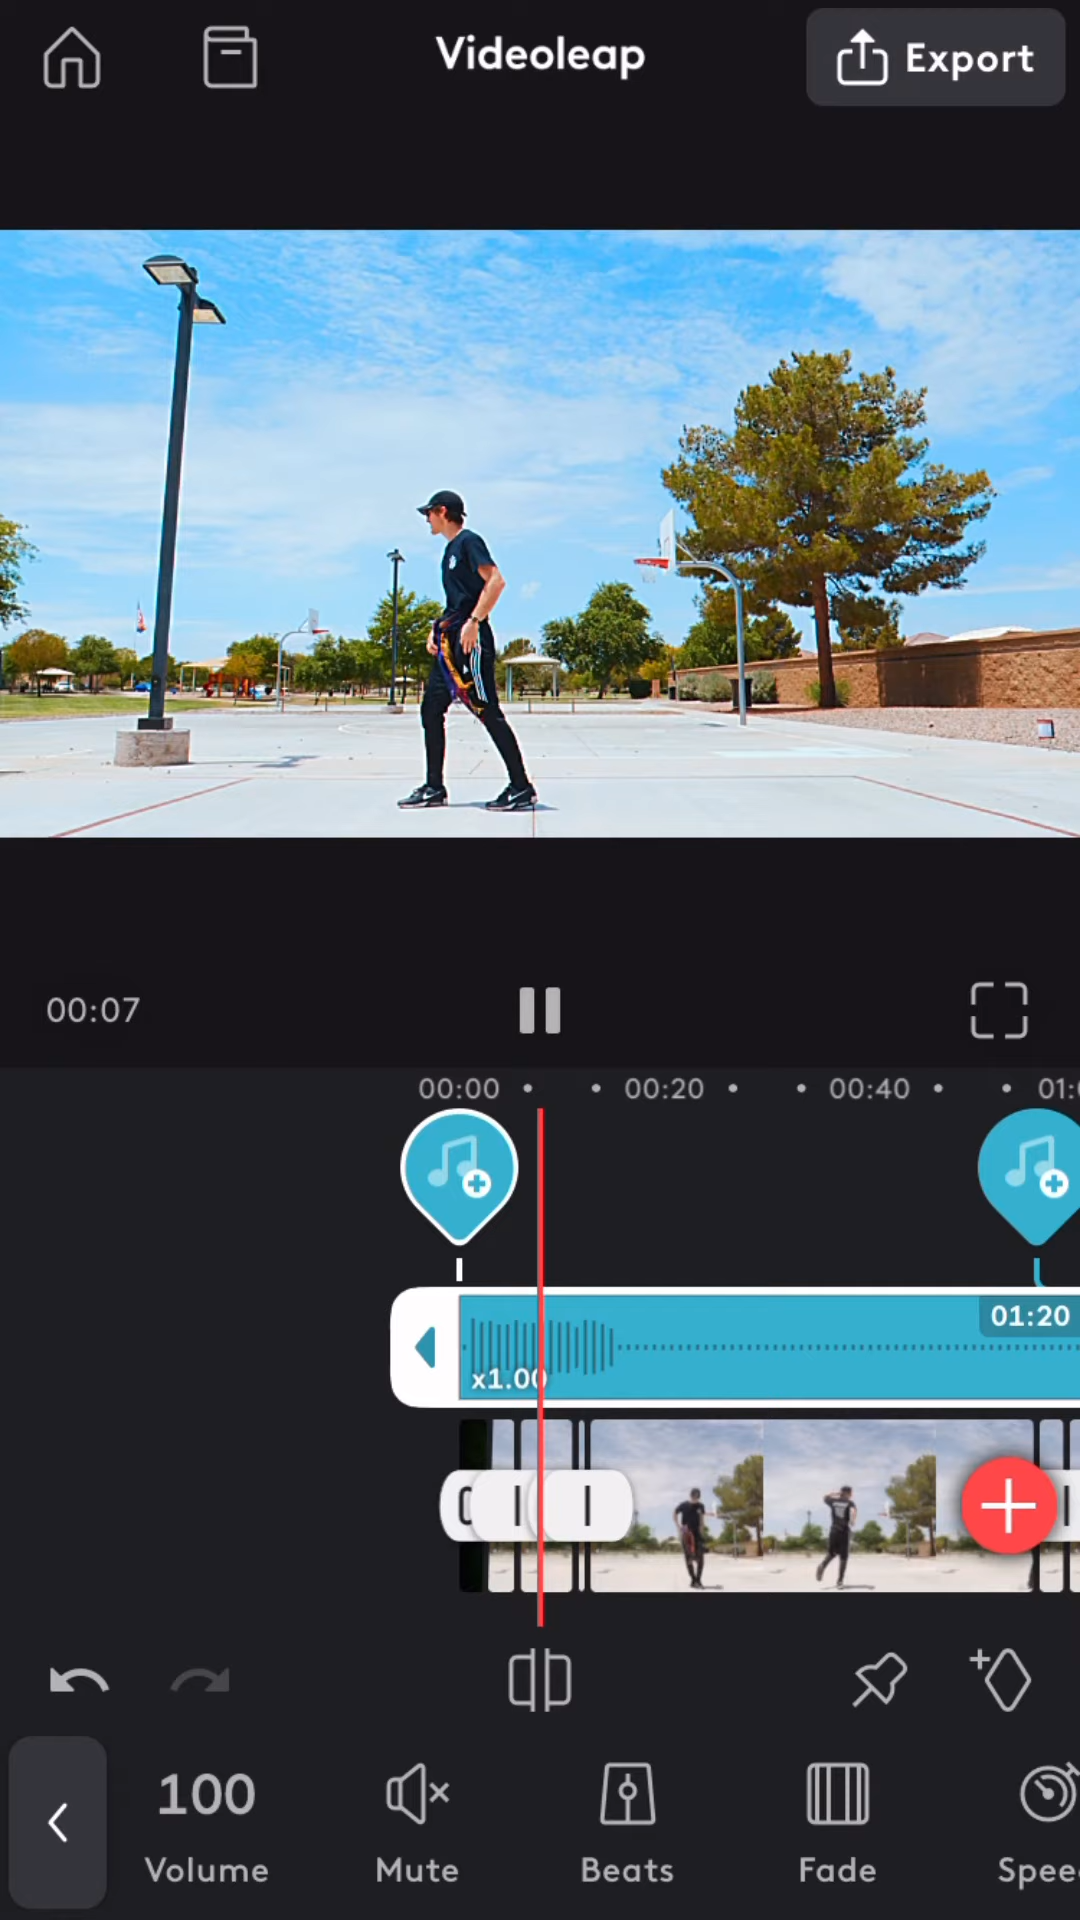 Videoleap
Export
00:07
00:00 • • 00:20 • • 00:40 • • 01:
01:20
x1.00
100
Volume
Mute
Beats
Fade
Spee